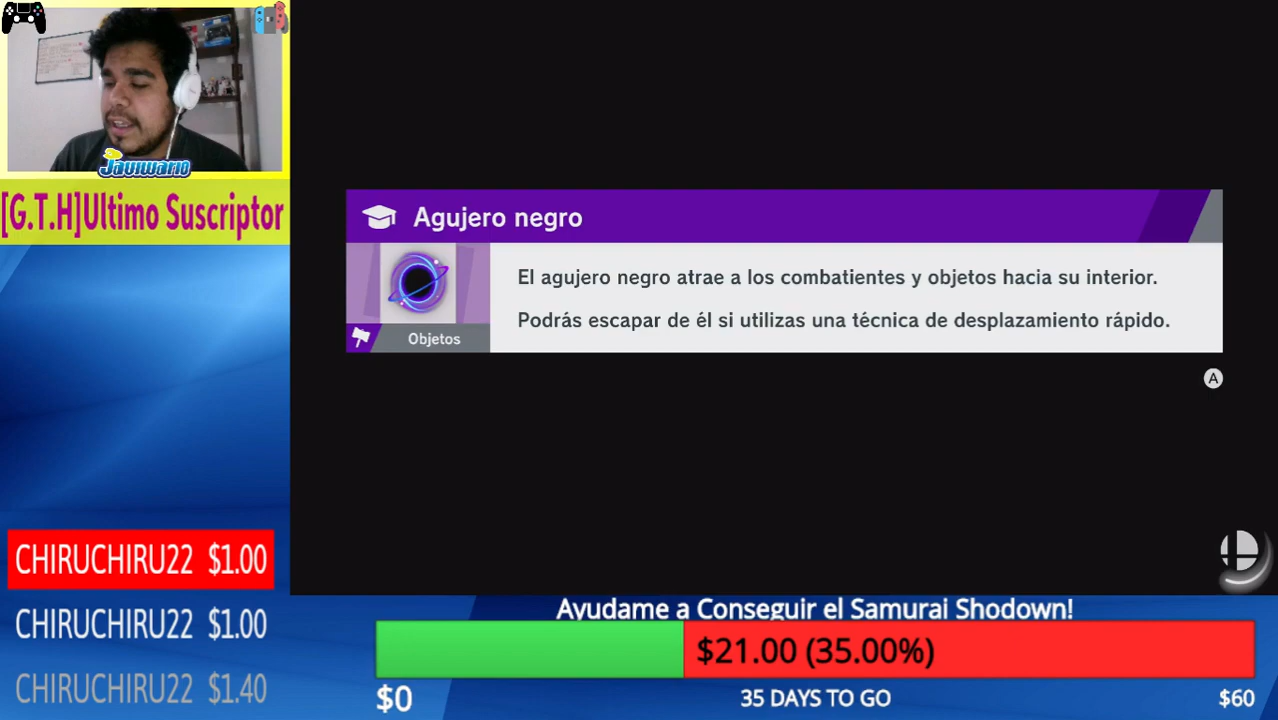 Javiwario
[G.T.H]Ultimo Suscriptor
Agujero negro
El agujero negro atrae a los combatientes y objetos hacia su interior.
Podrás escapar de él si utilizas una técnica de desplazamiento rápido.
Objetos
A
CHIRUCHIRU22 $1.00
CHIRUCHIRU22 $1.00
CHIRUCHIRU22 $1.40
Ayudame a Conseguir el Samurai Shodown!
$21.00 (35.00%)
$0
35 DAYS TO GO
$60